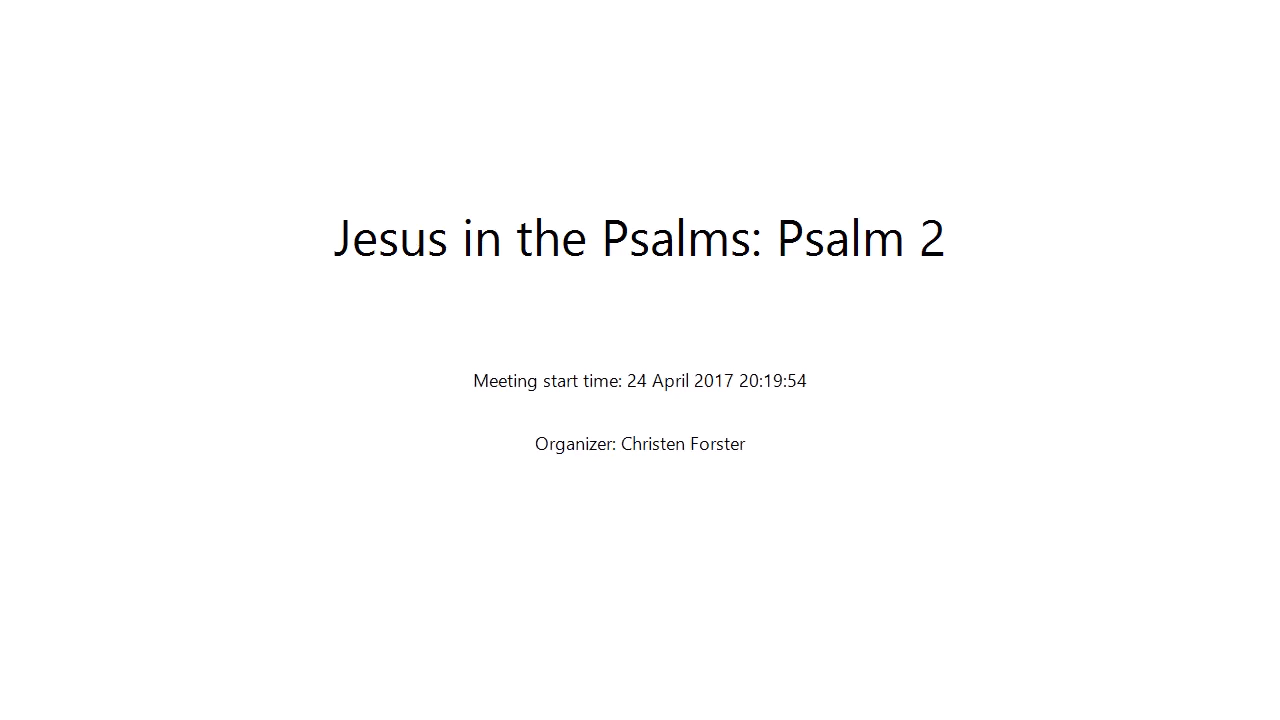 Jesus in the Psalms: Psalm 2
Meeting start time: 24 April 2017 20:19:54
Organizer: Christen Forster